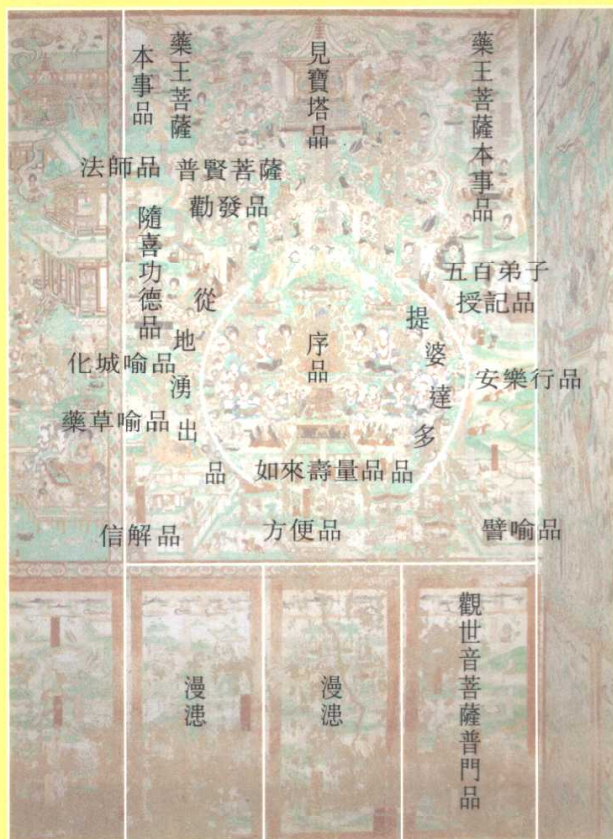 藥王菩薩本事品
見寶塔品
藥王菩薩
本事品
法師品
普賢菩薩
勸發品
隨喜功德品
五百弟子
授記品
從地湧出品
序品
提婆達多品
化城喻品
安樂行品
藥草喻品
如來壽量品
信解品
方便品
譬喻品
觀世音菩薩普門品
漫漶
漫漶